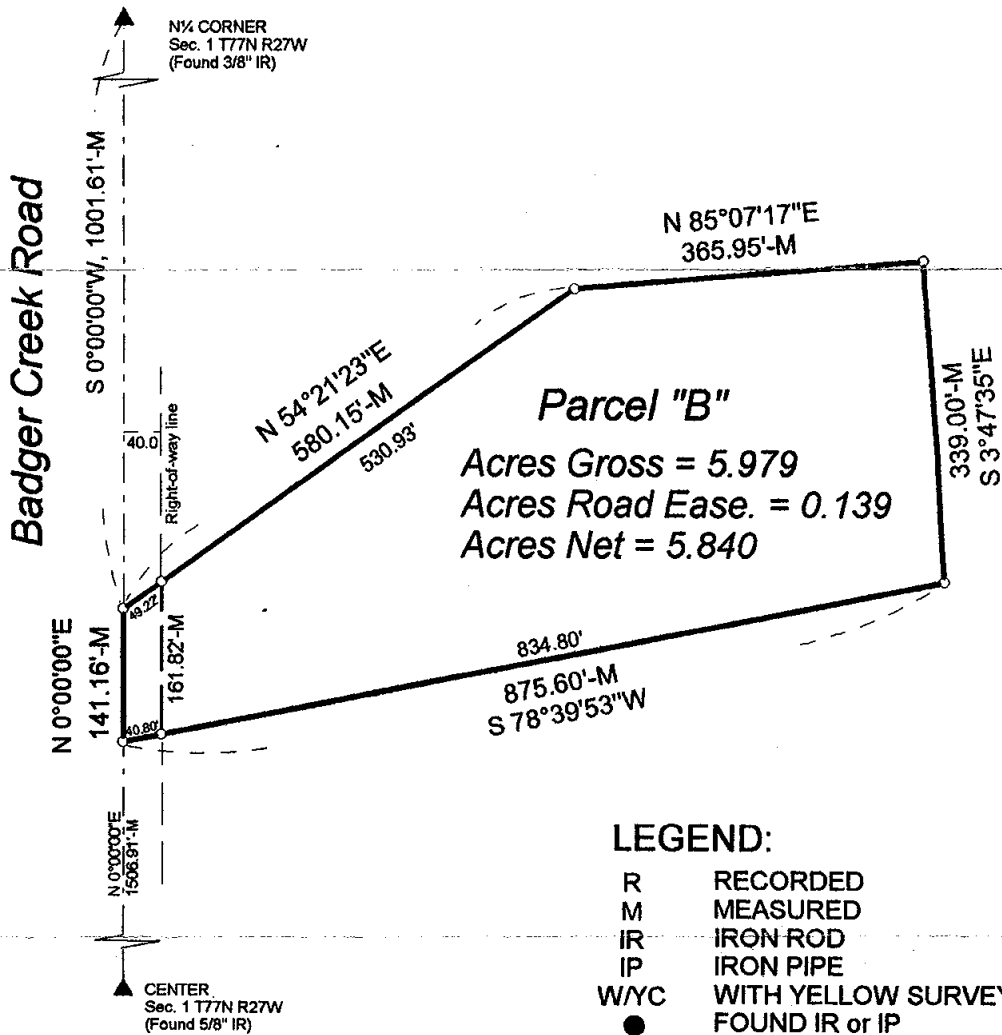 N¼ CORNER
Sec. 1 T77N R27W
(Found 3/8" IR)
Badger Creek Road
S 0°00'00"W, 1001.61'-M
N 85°07'17"E
365.95'-M
N 54°21'23"E
580.15'-M
530.93'
40.0
Right-of-way line
Parcel "B"
Acres Gross = 5.979
Acres Road Ease. = 0.139
Acres Net = 5.840
339.00'-M
S 3°47'35"E
49.22'
N 0°00'00"E
141.16'-M
161.82'-M
40.80'
834.80'
875.60'-M
S 78°39'53"W
N 0°00'00"E
1506.91'-M
CENTER
Sec. 1 T77N R27W
(Found 5/8" IR)
LEGEND:
R RECORDED
M MEASURED
IR IRON ROD
IP IRON PIPE
W/YC WITH YELLOW SURVEY
FOUND IR or IP